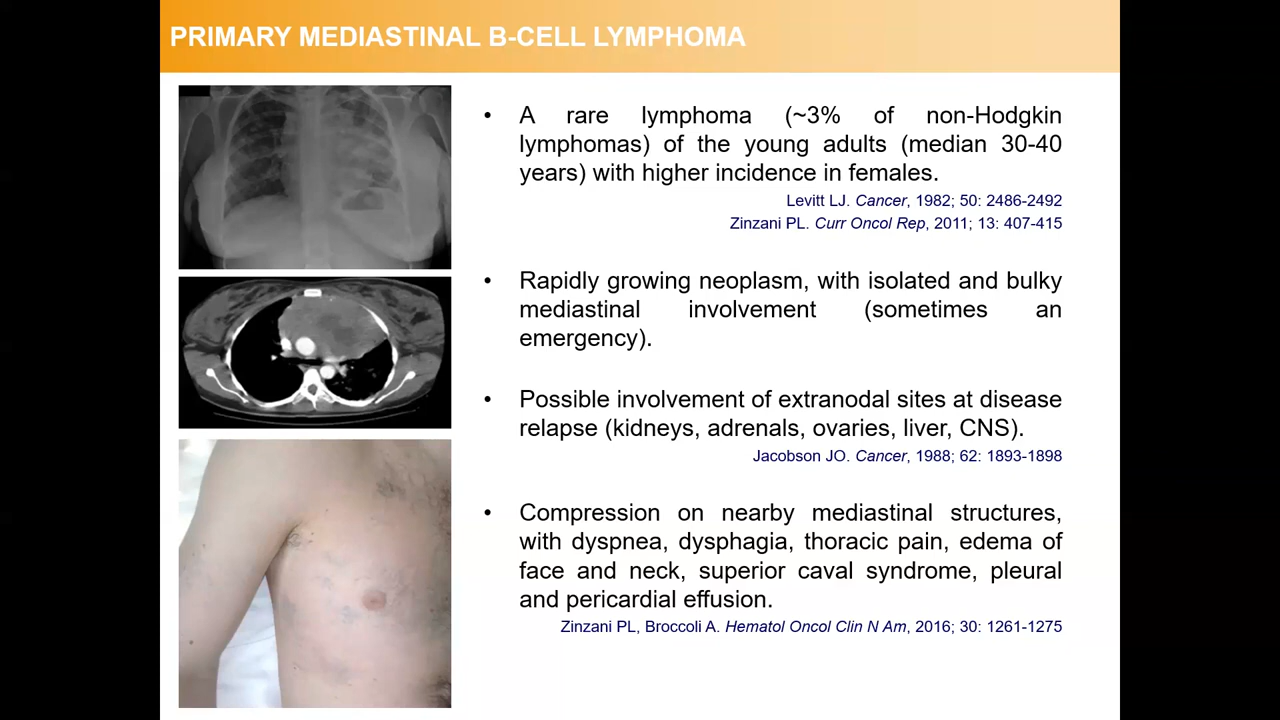 PRIMARY MEDIASTINAL B-CELL LYMPHOMA
• A rare lymphoma (~3% of non-Hodgkin
lymphomas) of the young adults (median 30-40
years) with higher incidence in females.
Levitt LJ. Cancer, 1982; 50: 2486-2492
Zinzani PL. Curr Oncol Rep, 2011; 13: 407-415
• Rapidly growing neoplasm, with isolated and bulky
mediastinal involvement (sometimes an
emergency).
• Possible involvement of extranodal sites at disease
relapse (kidneys, adrenals, ovaries, liver, CNS).
Jacobson JO. Cancer, 1988; 62: 1893-1898
• Compression on nearby mediastinal structures,
with dyspnea, dysphagia, thoracic pain, edema of
face and neck, superior caval syndrome, pleural
and pericardial effusion.
Zinzani PL, Broccoli A. Hematol Oncol Clin N Am, 2016; 30: 1261-1275